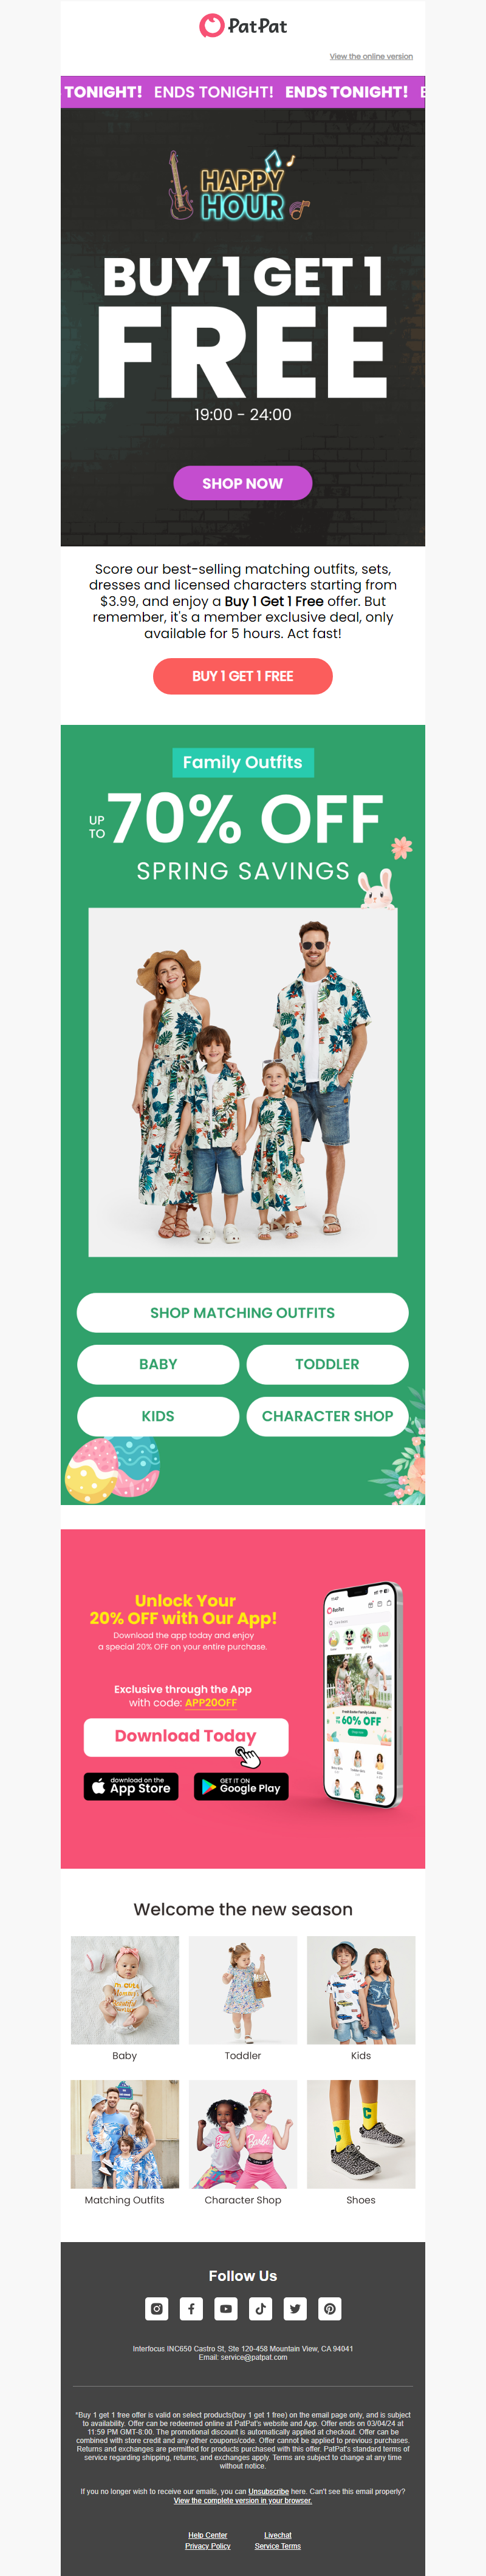 PatPat
View the online version
TONIGHT! ENDS TONIGHT! ENDS TONIGHT! E
HAPPY
HOUR
BUY 1 GET 1
FREE
19:00 - 24:00
SHOP NOW
Score our best-selling matching outfits, sets,
dresses and licensed characters starting from
$3.99, and enjoy a Buy 1 Get 1 Free offer. But
remember, it's a member exclusive deal, only
available for 5 hours. Act fast!
BUY 1 GET 1 FREE
Family Outfits
UP
TO
70% OFF
SPRING SAVINGS
SHOP MATCHING OUTFITS
BABY
TODDLER
KIDS
CHARACTER SHOP
Unlock Your
20% OFF with Our App!
Download the app today and enjoy
a special 20% OFF on your entire purchase.
Exclusive through the App
with code: APP20OFF
Download Today
download on the
App Store
GET IT ON
Google Play
PatPat
60% OFF
Welcome the new season
Baby
Toddler
Kids
Barbie
Matching Outfits
Character Shop
Shoes
Follow Us
Interfocus INC650 Castro St, Ste 120-458 Mountain View, CA 94041
Email: service@patpat.com
*Buy 1 get 1 free offer is valid on select products(buy 1 get 1 free) on the email page only, and is subject
to availability. Offer can be redeemed online at PatPat's website and App. Offer ends on 03/04/24 at
11:59 PM GMT-8:00. The promotional discount is automatically applied at checkout. Offer can be
combined with store credit and any other coupons/code. Offer cannot be applied to previous purchases.
Returns and exchanges are permitted for products purchased with this offer. PatPat's standard terms of
service regarding shipping, returns, and exchanges apply. Terms are subject to change at any time
without notice.
If you no longer wish to receive our emails, you can Unsubscribe here. Can't see this email properly?
View the complete version in your browser.
Help Center
Livechat
Privacy Policy
Service Terms